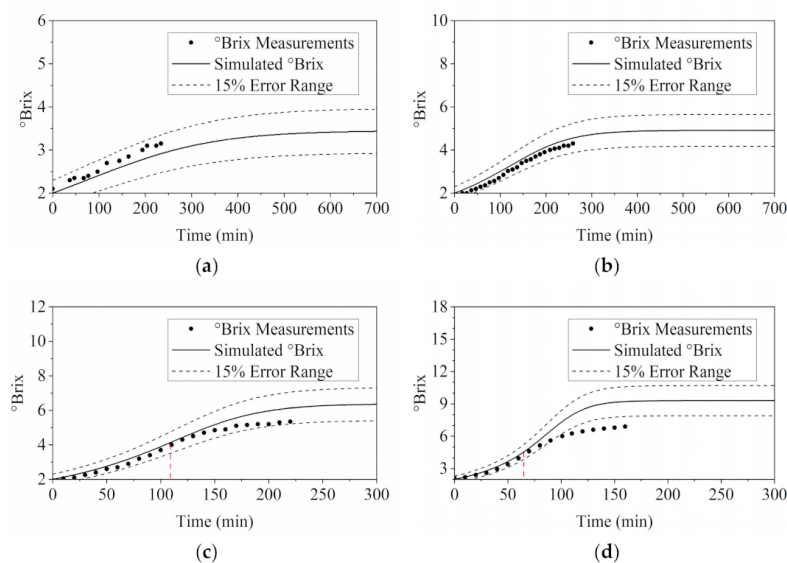 6
5
4
3
2
°Brix
°Brix Measurements
Simulated °Brix
15% Error Range
0 100 200 300 400 500 600 700
Time (min)
(a)
10
8
6
4
2
°Brix
°Brix Measurements
Simulated °Brix
15% Error Range
0 100 200 300 400 500 600 700
Time (min)
(b)
12
10
8
6
4
2
°Brix
°Brix Measurements
Simulated °Brix
15% Error Range
0 50 100 150 200 250 300
Time (min)
(c)
18
15
12
9
6
3
°Brix
°Brix Measurements
Simulated °Brix
15% Error Range
0 50 100 150 200 250 300
Time (min)
(d)